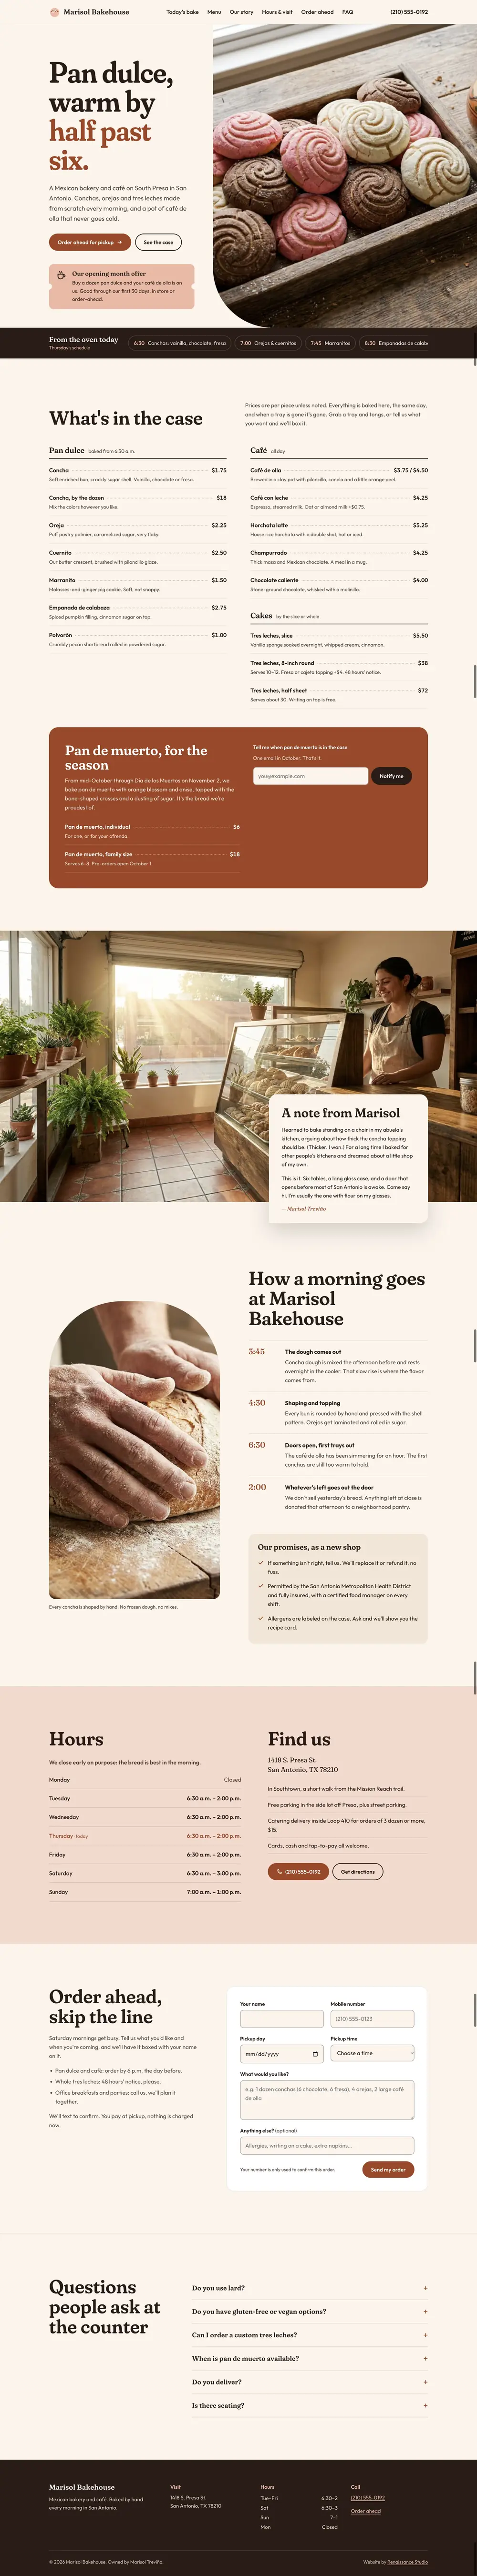 Marisol Bakehouse
Today's bake Menu Our story Hours & visit Order ahead FAQ
(210) 555-0192
Pan dulce,
warm by
half past
six.
A Mexican bakery and café on South Presa in San
Antonio. Conchas, orejas and tres leches made
from scratch every morning, and a pot of café de
olla that never goes cold.
Order ahead for pickup →
See the case
Our opening month offer
Buy a dozen pan dulce and your café de olla is on
us. Good through our first 30 days, in store or
order-ahead.
From the oven today
Thursday's schedule
6:30 Conchas: vainilla, chocolate, fresa
7:00 Orejas & cuernitos
7:45 Marranitos
8:30 Empanadas de calab
What's in the case
Prices are per piece unless noted. Everything is baked here, the same day,
and when a tray is gone it's gone. Grab a tray and tongs, or tell us what
you want and we'll box it.
Pan dulce baked from 6:30 a.m.
Concha $1.75
Soft enriched bun, crackly sugar shell. Vainilla, chocolate or fresa.
Concha, by the dozen $18
Mix the colors however you like.
Oreja $2.25
Puff pastry palmier, caramelized sugar, very flaky.
Cuernito $2.50
Our butter crescent, brushed with piloncillo glaze.
Marranito $1.50
Molasses-and-ginger pig cookie. Soft, not snappy.
Empanada de calabaza $2.75
Spiced pumpkin filling, cinnamon sugar on top.
Polvorón $1.00
Crumbly pecan shortbread rolled in powdered sugar.
Café all day
Café de olla $3.75 / $4.50
Brewed in a clay pot with piloncillo, canela and a little orange peel.
Café con leche $4.25
Espresso, steamed milk. Oat or almond milk +$0.75.
Horchata latte $5.25
House rice horchata with a double shot, hot or iced.
Champurrado $4.25
Thick masa and Mexican chocolate. A meal in a mug.
Chocolate caliente $4.00
Stone-ground chocolate, whisked with a molinillo.
Cakes by the slice or whole
Tres leches, slice $5.50
Vanilla sponge soaked overnight, whipped cream, cinnamon.
Tres leches, 8-inch round $38
Serves 10–12. Fresa or cajeta topping +$4. 48 hours' notice.
Tres leches, half sheet $72
Serves about 30. Writing on top is free.
Pan de muerto, for the
season
From mid-October through Día de los Muertos on November 2, we
bake pan de muerto with orange blossom and anise, topped with the
bone-shaped crosses and a dusting of sugar. It's the bread we're
proudest of.
Pan de muerto, individual $6
For one, or for your ofrenda.
Pan de muerto, family size $18
Serves 6–8. Pre-orders open October 1.
Tell me when pan de muerto is in the case
One email in October. That's it.
you@example.com
Notify me
A note from Marisol
I learned to bake standing on a chair in my abuela's
kitchen, arguing about how thick the concha topping
should be. (Thicker. I won.) For a long time I baked for
other people's kitchens and dreamed about a little shop
of my own.
This is it. Six tables, a long glass case, and a door that
opens before most of San Antonio is awake. Come say
hi. I'm usually the one with flour on my glasses.
— Marisol Treviño
How a morning goes
at Marisol
Bakehouse
3:45 The dough comes out
Concha dough is mixed the afternoon before and rests
overnight in the cooler. That slow rise is where the flavor
comes from.
4:30 Shaping and topping
Every bun is rounded by hand and pressed with the shell
pattern. Orejas get laminated and rolled in sugar.
6:30 Doors open, first trays out
The café de olla has been simmering for an hour. The first
conchas are still too warm to hold.
2:00 Whatever's left goes out the door
We don't sell yesterday's bread. Anything left at close is
donated that afternoon to a neighborhood pantry.
Every concha is shaped by hand. No frozen dough, no mixes.
Our promises, as a new shop
If something isn't right, tell us. We'll replace it or refund it, no
fuss.
Permitted by the San Antonio Metropolitan Health District
and fully insured, with a certified food manager on every
shift.
Allergens are labeled on the case. Ask and we'll show you the
recipe card.
Hours
We close early on purpose: the bread is best in the morning.
Monday Closed
Tuesday 6:30 a.m. – 2:00 p.m.
Wednesday 6:30 a.m. – 2:00 p.m.
Thursday today 6:30 a.m. – 2:00 p.m.
Friday 6:30 a.m. – 2:00 p.m.
Saturday 6:30 a.m. – 3:00 p.m.
Sunday 7:00 a.m. – 1:00 p.m.
Find us
1418 S. Presa St.
San Antonio, TX 78210
In Southtown, a short walk from the Mission Reach trail.
Free parking in the side lot off Presa, plus street parking.
Catering delivery inside Loop 410 for orders of 3 dozen or more,
$15.
Cards, cash and tap-to-pay all welcome.
(210) 555-0192
Get directions
Order ahead,
skip the line
Saturday mornings get busy. Tell us what you'd like and
when you're coming, and we'll have it boxed with your name
on it.
• Pan dulce and café: order by 6 p.m. the day before.
• Whole tres leches: 48 hours' notice, please.
• Office breakfasts and parties: call us, we'll plan it
together.
We'll text to confirm. You pay at pickup, nothing is charged
now.
Your name
Mobile number
(210) 555-0123
Pickup day
mm/dd/yyyy
Pickup time
Choose a time
What would you like?
e.g. 1 dozen conchas (6 chocolate, 6 fresa), 4 orejas, 2 large café
de olla
Anything else? (optional)
Allergies, writing on a cake, extra napkins...
Your number is only used to confirm this order.
Send my order
Questions
people ask at
the counter
Do you use lard? +
Do you have gluten-free or vegan options? +
Can I order a custom tres leches? +
When is pan de muerto available? +
Do you deliver? +
Is there seating? +
Marisol Bakehouse
Mexican bakery and café. Baked by hand
every morning in San Antonio.
Visit
1418 S. Presa St.
San Antonio, TX 78210
Hours
Tue–Fri 6:30–2
Sat 6:30–3
Sun 7–1
Mon Closed
Call
(210) 555-0192
Order ahead
© 2026 Marisol Bakehouse. Owned by Marisol Treviño.
Website by Renaissance Studio